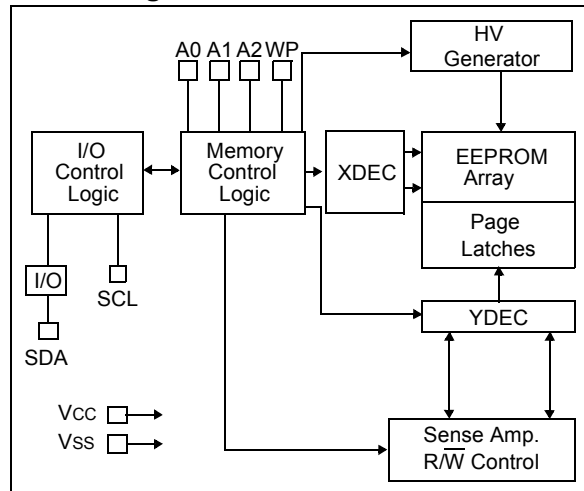 A0 A1 A2 WP
HV
Generator
I/O
Control
Logic
Memory
Control
Logic
XDEC
EEPROM
Array
Page
Latches
I/O
SCL
SDA
YDEC
VCC
VSS
Sense Amp.
R/W̅ Control